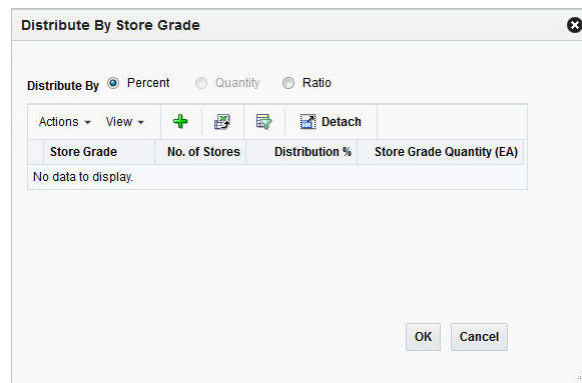 Distribute By Store Grade
Distribute By Percent Quantity Ratio
Actions View Detach
Store Grade No. of Stores Distribution % Store Grade Quantity (EA)
No data to display.
OK Cancel